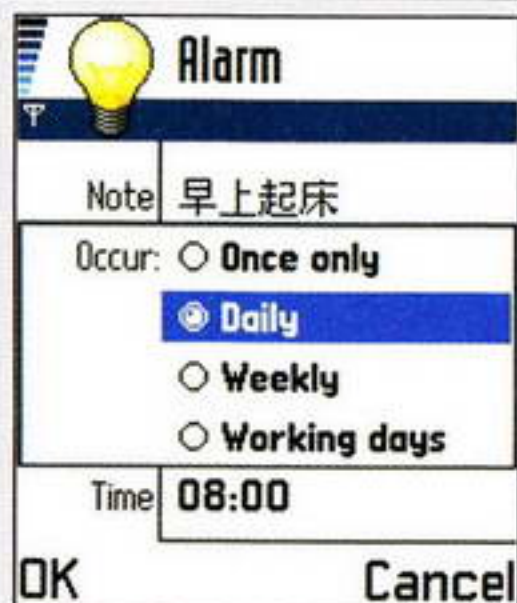 Alarm
Note 早上起床
Occur: Once only
Daily
Weekly
Working days
Time 08:00
OK Cancel